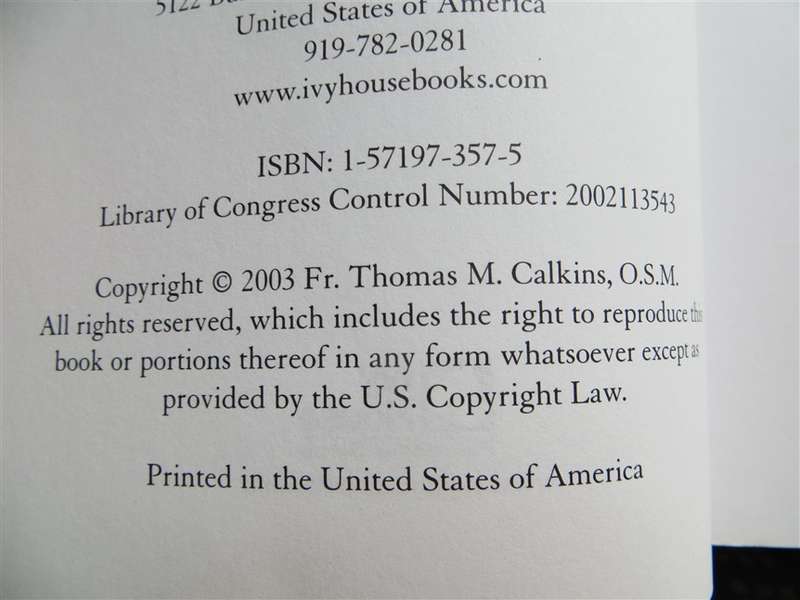 5122
United States of America
919-782-0281
www.ivyhousebooks.com
ISBN: 1-57197-357-5
Library of Congress Control Number: 2002113543
Copyright © 2003 Fr. Thomas M. Calkins, O.S.M.
All rights reserved, which includes the right to reproduce this
book or portions thereof in any form whatsoever except as
provided by the U.S. Copyright Law.
Printed in the United States of America